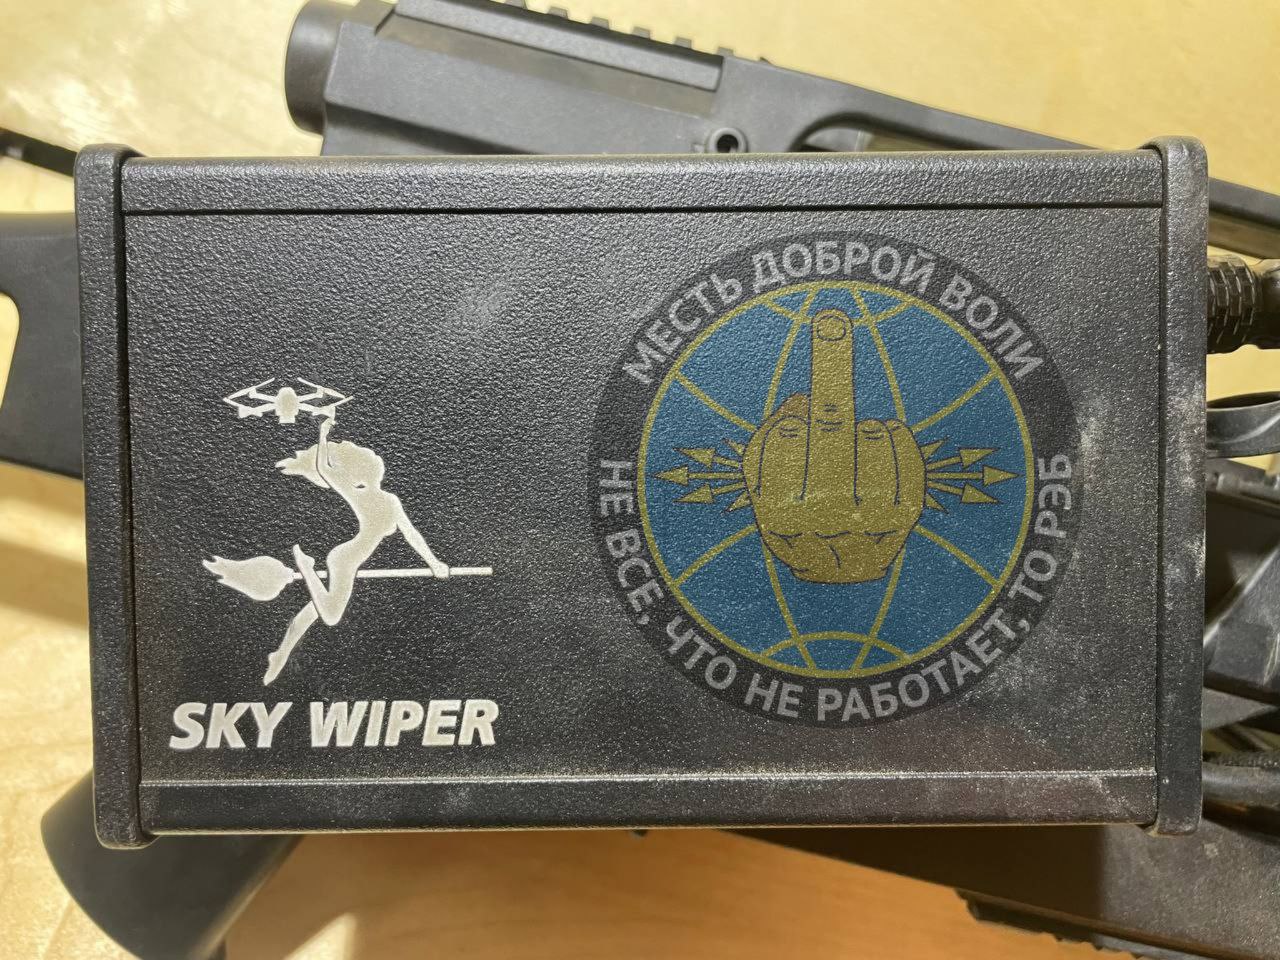 МЕСТЬ ДОБРОЙ ВОЛИ
НЕ ВСЕ, ЧТО НЕ РАБОТАЕТ, ТО РЭБ
SKY WIPER